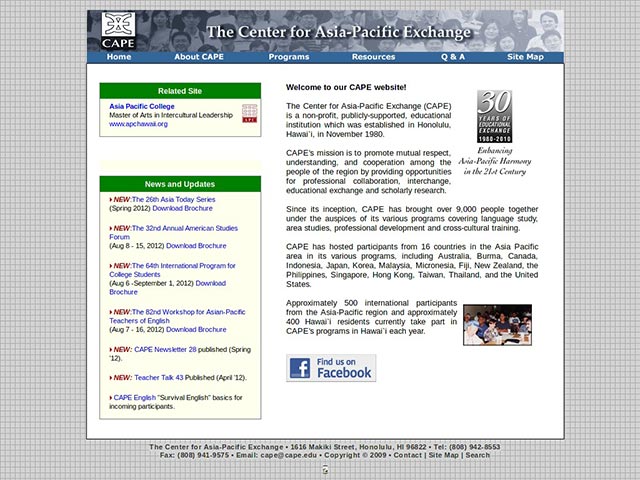 CAPE
The Center for Asia-Pacific Exchange
Home About CAPE Programs Resources Q & A Site Map
Related Site
Asia Pacific College
Master of Arts in Intercultural Leadership
www.apchawaii.org
News and Updates
NEW:The 26th Asia Today Series
(Spring 2012) Download Brochure
NEW:The 32nd Annual American Studies
Forum
(Aug 8 - 15, 2012) Download Brochure
NEW:The 64th International Program for
College Students
(Aug 6 -September 1, 2012) Download
Brochure
NEW:The 82nd Workshop for Asian-Pacific
Teachers of English
(Aug 7 - 16, 2012) Download Brochure
NEW: CAPE Newsletter 28 published (Spring
'12).
NEW: Teacher Talk 43 Published (April '12).
CAPE English "Survival English" basics for
incoming participants.
Welcome to our CAPE website!
The Center for Asia-Pacific Exchange (CAPE)
is a non-profit, publicly-supported, educational
institution which was established in Honolulu,
Hawai`i, in November 1980.
CAPE's mission is to promote mutual respect,
understanding, and cooperation among the
people of the region by providing opportunities
for professional collaboration, interchange,
educational exchange and scholarly research.
30
YEARS OF
EDUCATIONAL
EXCHANGE
1980-2010
Enhancing
Asia-Pacific Harmony
in the 21st Century
Since its inception, CAPE has brought over 9,000 people together
under the auspices of its various programs covering language study,
area studies, professional development and cross-cultural training.
CAPE has hosted participants from 16 countries in the Asia Pacific
area in its various programs, including Australia, Burma, Canada,
Indonesia, Japan, Korea, Malaysia, Micronesia, Fiji, New Zealand, the
Philippines, Singapore, Hong Kong, Taiwan, Thailand, and the United
States.
Approximately 500 international participants
from the Asia-Pacific region and approximately
400 Hawai`i residents currently take part in
CAPE's programs in Hawai`i each year.
Find us on
Facebook
The Center for Asia-Pacific Exchange • 1616 Makiki Street, Honolulu, HI 96822 • Tel: (808) 942-8553
Fax: (808) 941-9575 • Email: cape@cape.edu • Copyright © 2009 • Contact | Site Map | Search